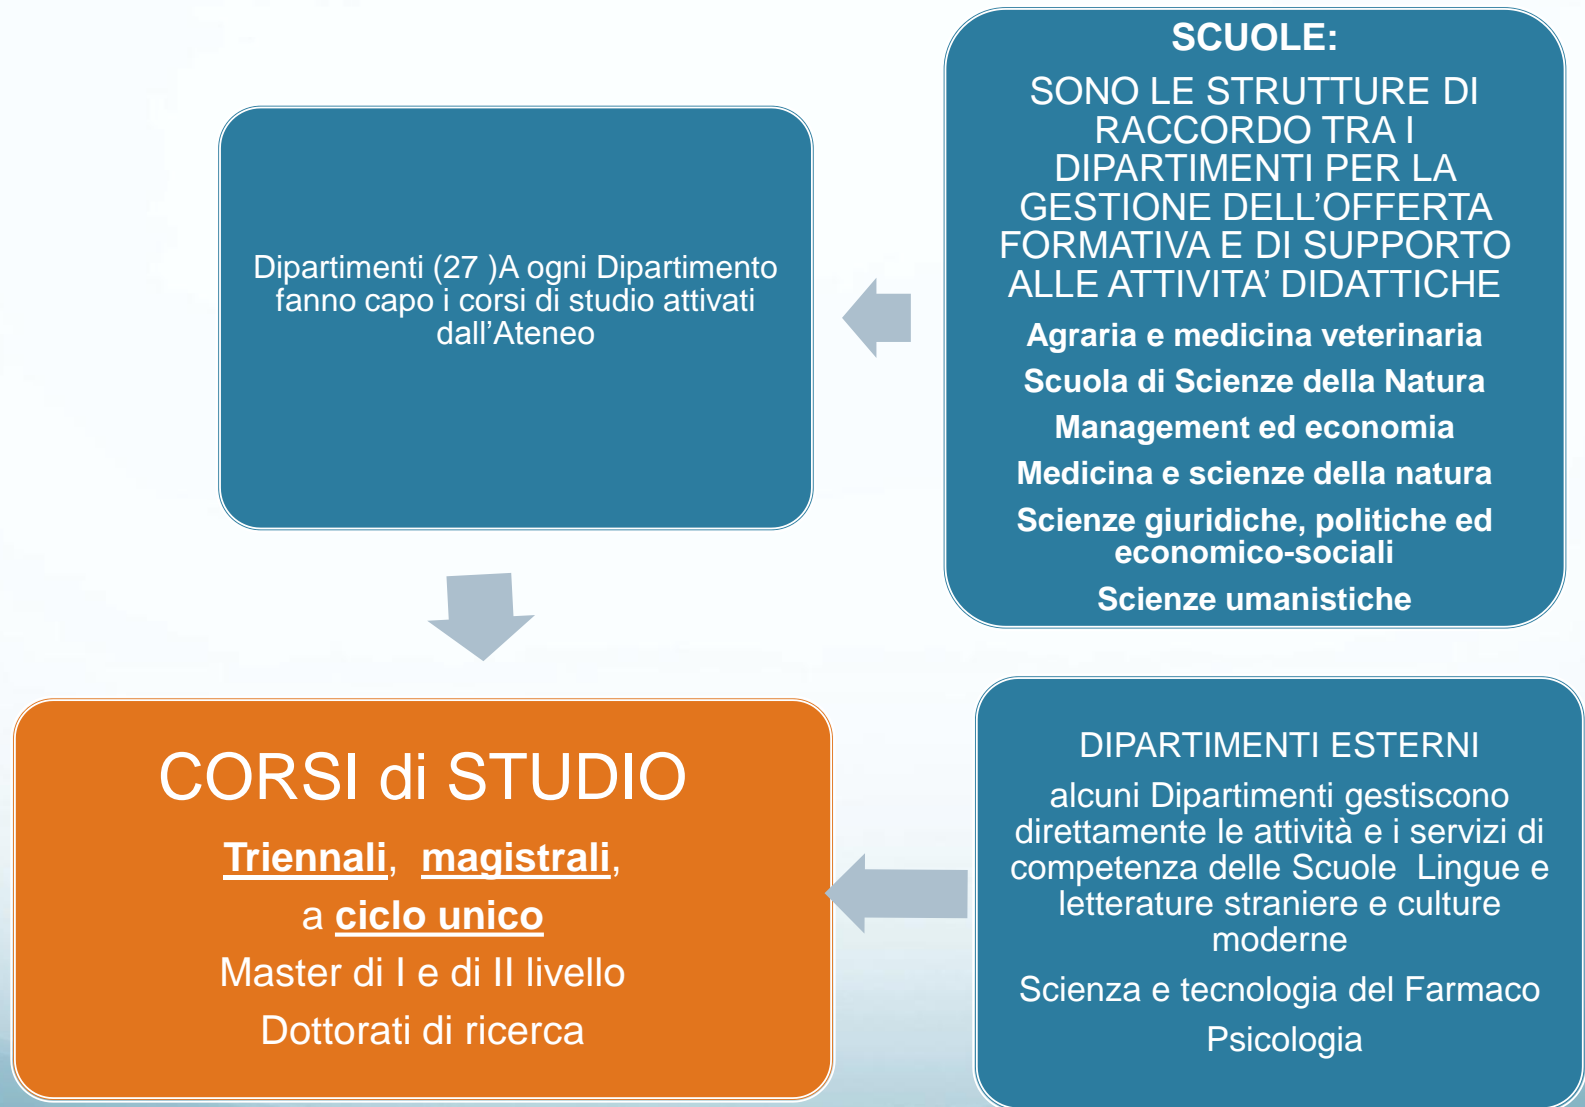 Dipartimenti (27 )A ogni Dipartimento
fanno capo i corsi di studio attivati
dall’Ateneo
SCUOLE:
SONO LE STRUTTURE DI
RACCORDO TRA I
DIPARTIMENTI PER LA
GESTIONE DELL’OFFERTA
FORMATIVA E DI SUPPORTO
ALLE ATTIVITA’ DIDATTICHE
Agraria e medicina veterinaria
Scuola di Scienze della Natura
Management ed economia
Medicina e scienze della natura
Scienze giuridiche, politiche ed
economico-sociali
Scienze umanistiche
CORSI di STUDIO
Triennali, magistrali,
a ciclo unico
Master di I e di II livello
Dottorati di ricerca
DIPARTIMENTI ESTERNI
alcuni Dipartimenti gestiscono
direttamente le attività e i servizi di
competenza delle Scuole Lingue e
letterature straniere e culture
moderne
Scienza e tecnologia del Farmaco
Psicologia